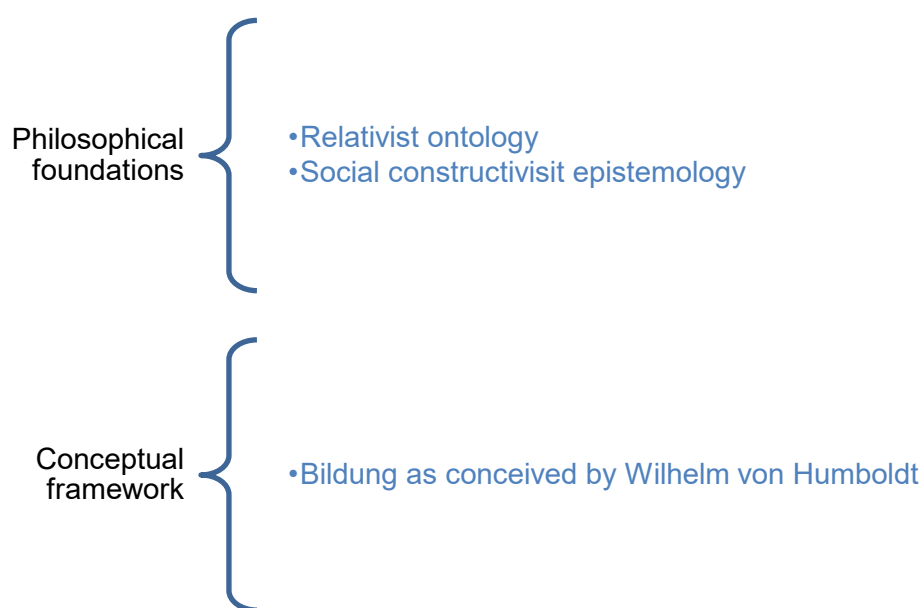 Philosophical
foundations
•Relativist ontology
•Social constructivisit epistemology
Conceptual
framework
•Bildung as conceived by Wilhelm von Humboldt